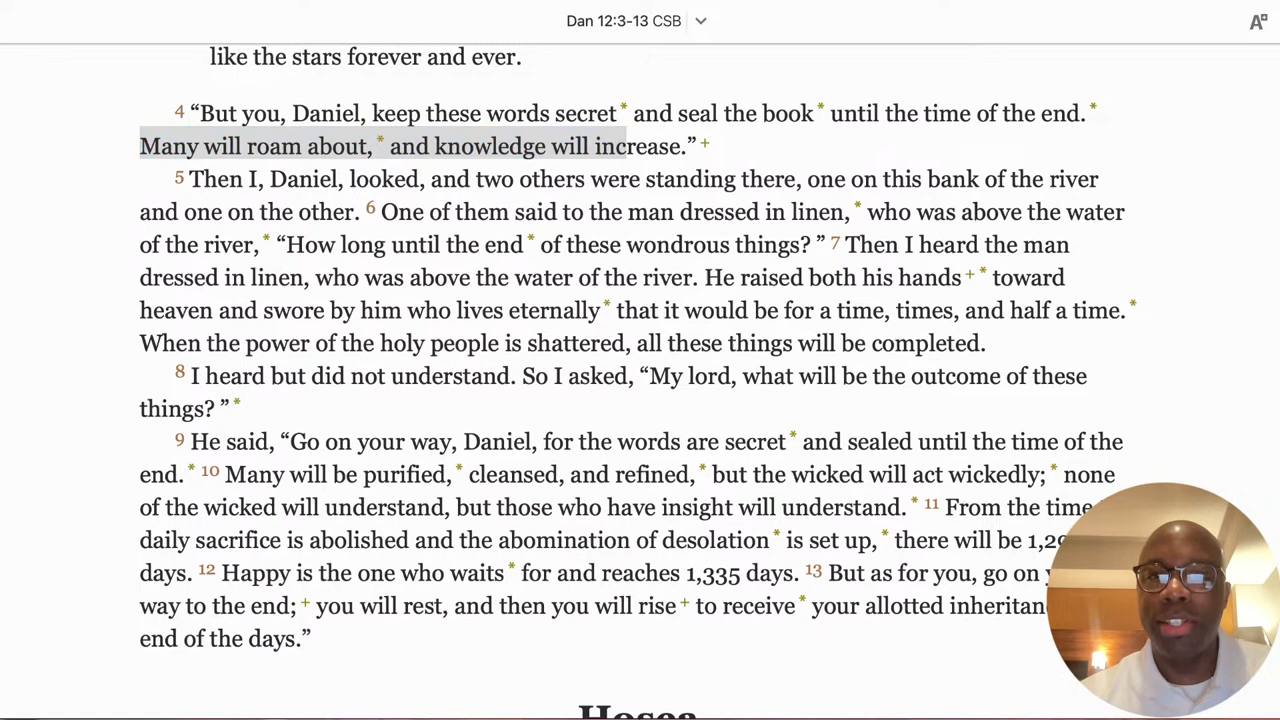 Dan 12:3-13 CSB
like the stars forever and ever.
4 “But you, Daniel, keep these words secret * and seal the book * until the time of the end. *
Many will roam about, * and knowledge will increase.” +
5 Then I, Daniel, looked, and two others were standing there, one on this bank of the river
and one on the other. 6 One of them said to the man dressed in linen, * who was above the water
of the river, * “How long until the end * of these wondrous things? ” 7 Then I heard the man
dressed in linen, who was above the water of the river. He raised both his hands + * toward
heaven and swore by him who lives eternally * that it would be for a time, times, and half a time. *
When the power of the holy people is shattered, all these things will be completed.
8 I heard but did not understand. So I asked, “My lord, what will be the outcome of these
things? ” *
9 He said, “Go on your way, Daniel, for the words are secret * and sealed until the time of the
end. * 10 Many will be purified, * cleansed, and refined, * but the wicked will act wickedly; * none
of the wicked will understand, but those who have insight will understand. * 11 From the time
daily sacrifice is abolished and the abomination of desolation * is set up, * there will be
days. 12 Happy is the one who waits * for and reaches 1,335 days. 13 But as for you, go on
way to the end; + you will rest, and then you will rise + to receive * your allotted
end of the days.”
Hosea